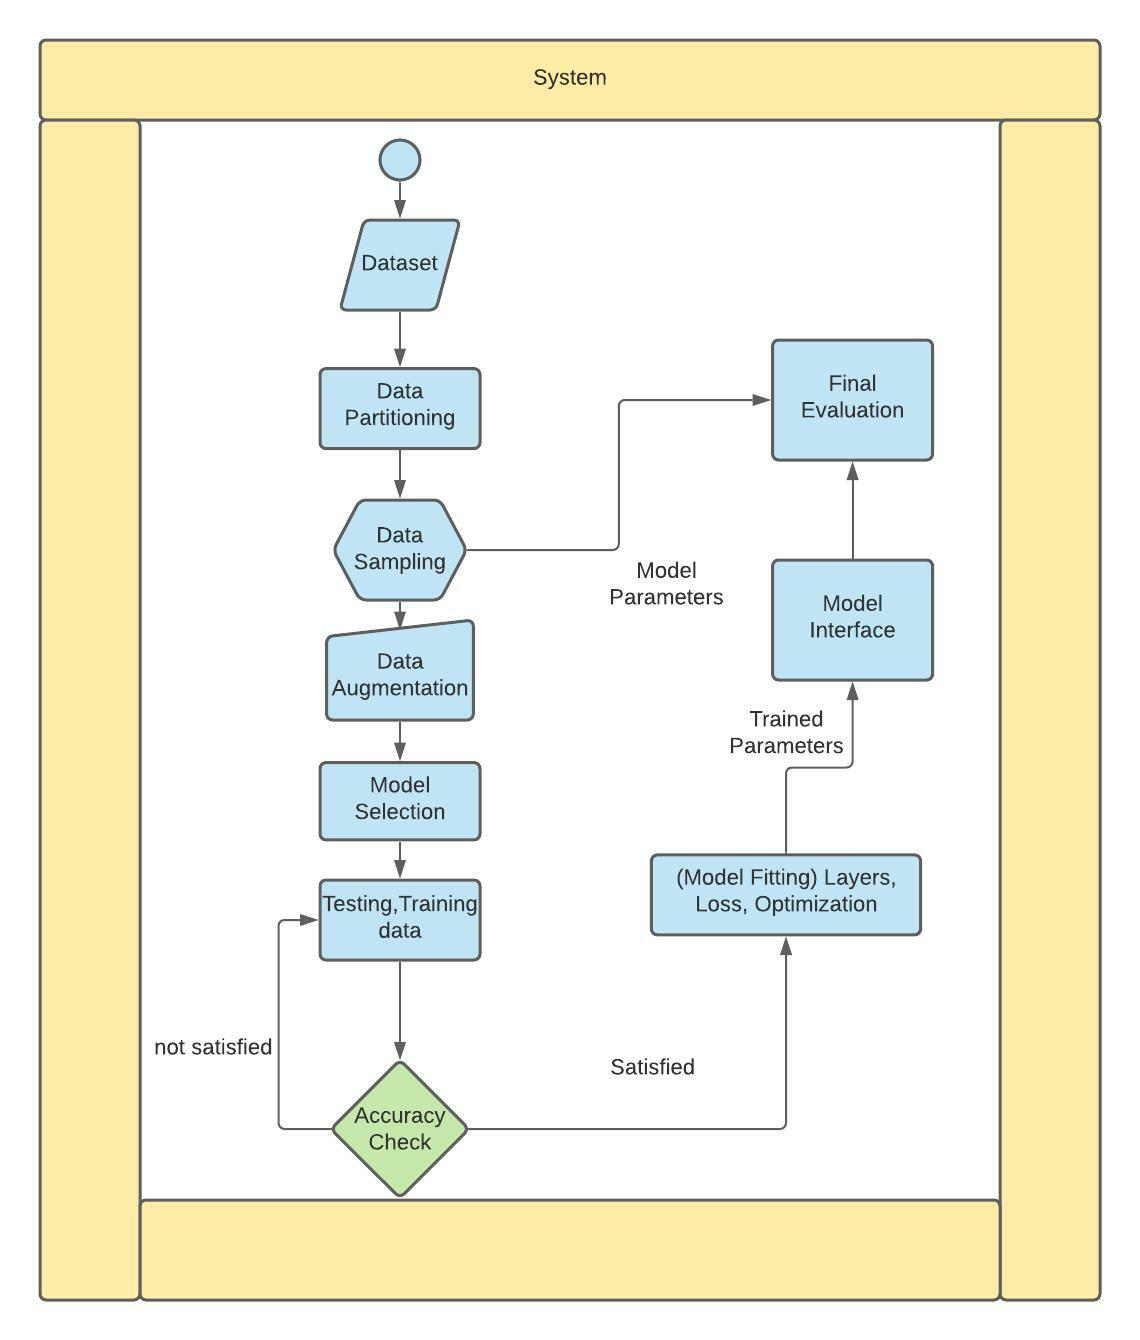 System
Dataset
Data
Partitioning
Data
Sampling
Data
Augmentation
Model
Selection
Testing,Training
data
not satisfied
Accuracy
Check
Satisfied
(Model Fitting) Layers,
Loss, Optimization
Trained
Parameters
Model
Interface
Model
Parameters
Final
Evaluation